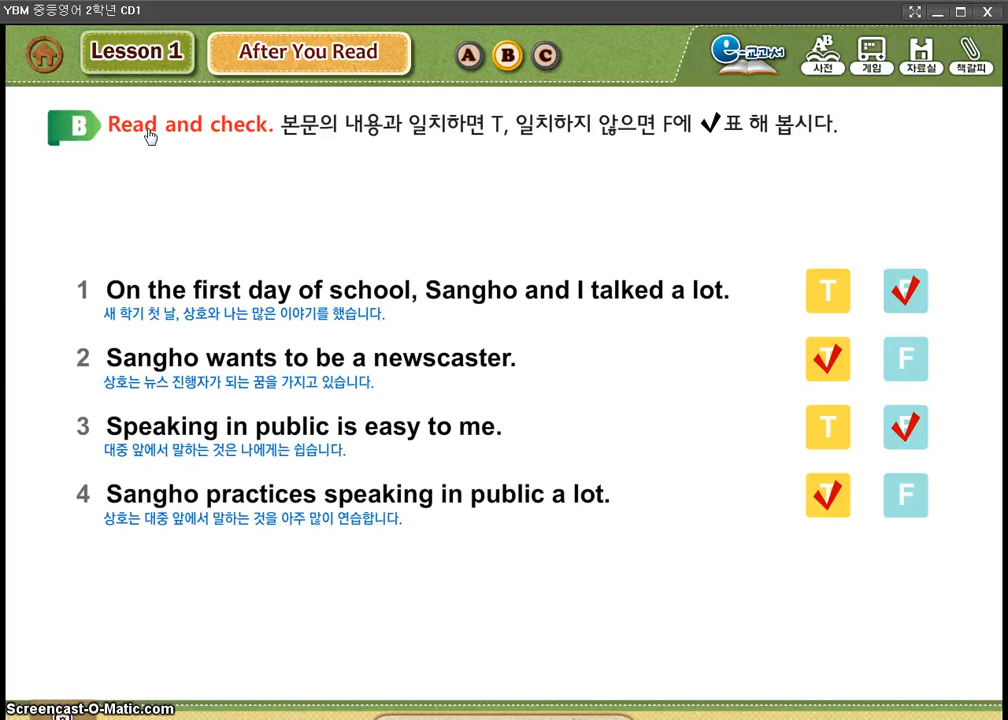 YBM 중등영어 2학년 CD1
Lesson 1 After You Read A B C e-교과서 사전 게임 자료실 책갈피
B Read and check. 본문의 내용과 일치하면 T, 일치하지 않으면 F에 ✔표 해 봅시다.
1 On the first day of school, Sangho and I talked a lot. T F
새 학기 첫 날, 상호와 나는 많은 이야기를 했습니다.
2 Sangho wants to be a newscaster. T F
상호는 뉴스 진행자가 되는 꿈을 가지고 있습니다.
3 Speaking in public is easy to me. T F
대중 앞에서 말하는 것은 나에게는 쉽습니다.
4 Sangho practices speaking in public a lot. T F
상호는 대중 앞에서 말하는 것을 아주 많이 연습합니다.
Screencast-O-Matic.com